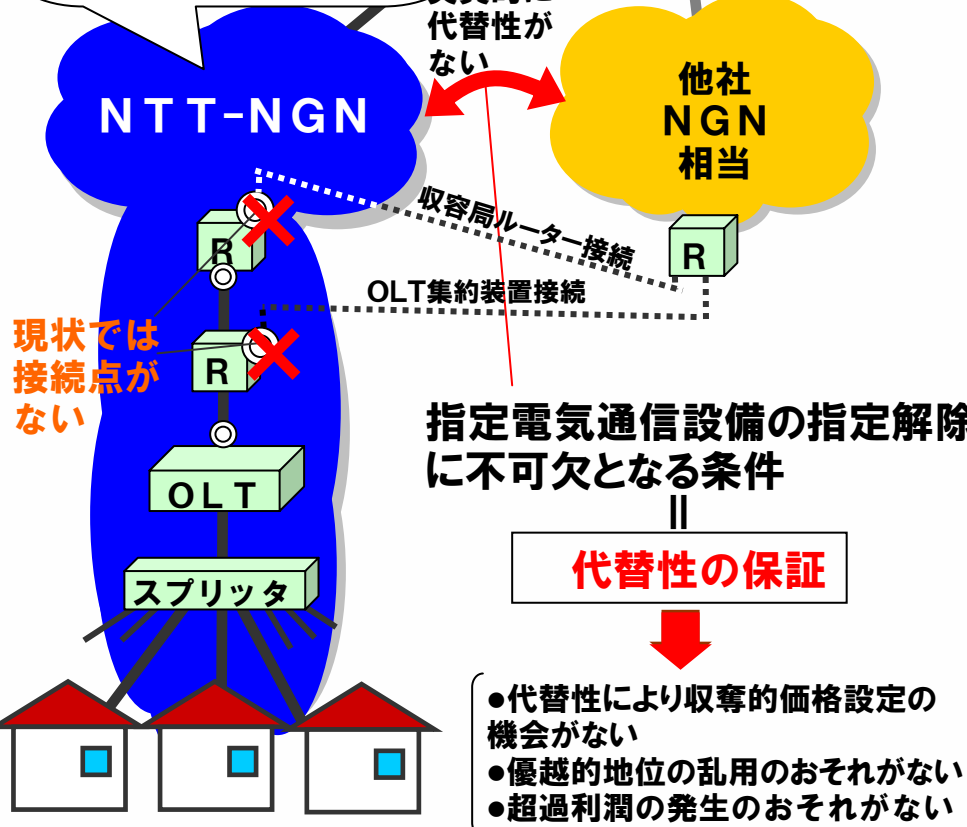 代替性が
ない
NTT-NGN
他社
NGN
相当
収容局ルーター接続
R
R
OLT集約装置接続
現状では
接続点が
ない
R
指定電気通信設備の指定解除
に不可欠となる条件
=
OLT
代替性の保証
スプリッタ
●代替性により収奪的価格設定の
機会がない
●優越的地位の乱用のおそれがない
●超過利潤の発生のおそれがない